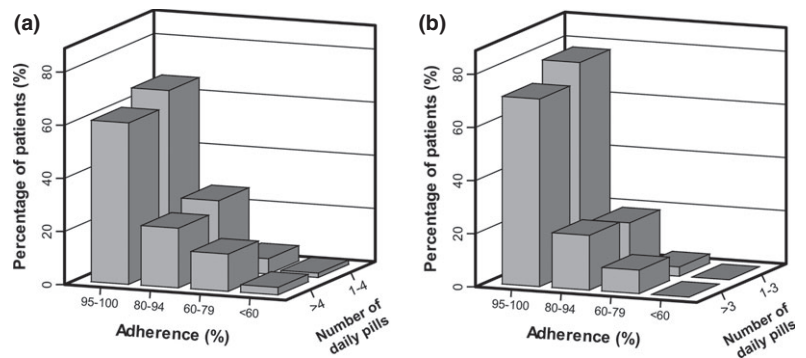 (a)
Percentage of patients (%)
80
60
40
20
0
95-100
80-94
60-79
<60
Adherence (%)
>4
1-4
Number of
daily pills
(b)
Percentage of patients (%)
80
60
40
20
0
95-100
80-94
60-79
<60
Adherence (%)
>3
1-3
Number of
daily pills